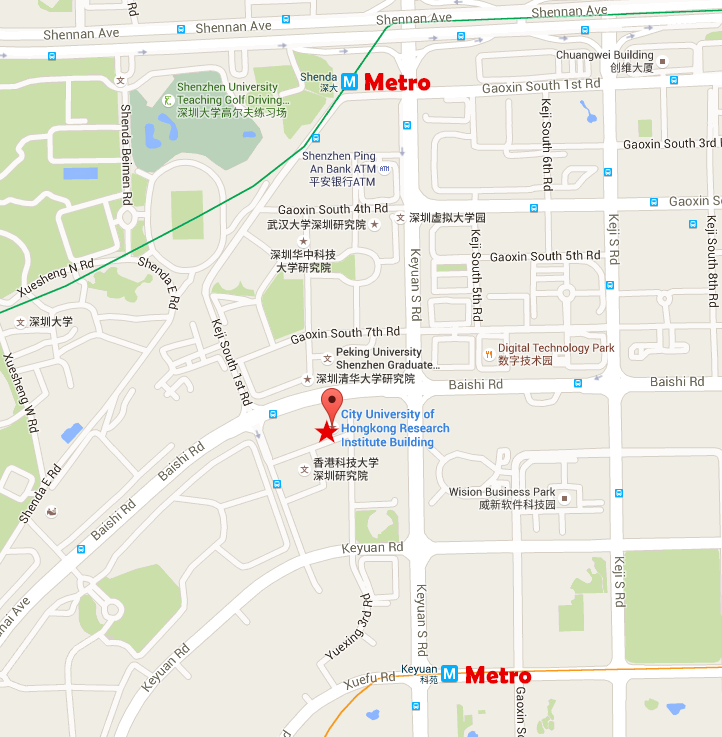 Rd
Shennan Ave
Shennan Ave
Shennan Ave
Shennan Ave
Chuangwei Building
创维大厦
文
Shenda
深大
M
Metro
Shenzhen University
Teaching Golf Driving...
深圳大学高尔夫练习场
Gaoxin South 1st Rd
Shenda Beimen Rd
Keji South 6th Rd
Gaoxin South 3rd R
Shenzhen Ping
An Bank ATM
平安银行ATM
ATM
Gaoxin South 4th Rd
Gaoxin S
武汉大学深圳研究院
文
深圳虚拟大学园
深圳华中科技
大学研究院
Keyuan S Rd
Keji South 5th Rd
Gaoxin South 5th Rd
Keji S Rd
Keji South 8th Rd
Xuesheng N Rd
Shenda E Rd
文
深圳大学
Keji South 1st Rd
Gaoxin South 7th Rd
文
Peking University
Shenzhen Graduate...
Digital Technology Park
数字技术园
深圳清华大学研究院
Baishi Rd
Baishi Rd
Xuesheng W Rd
City University of
Hongkong Research
Institute Building
Baishi Rd
文
香港科技大学
深圳研究院
Shenda E Rd
Wision Business Park
威新软件科技园
Baishi Rd
Keyuan Rd
Keyuan S Rd
Keji S Rd
nai Ave
Yuexing 3rd Rd
Keyuan Rd
Xuefu Rd
Keyuan
科苑
M
Metro
Gaoxin So